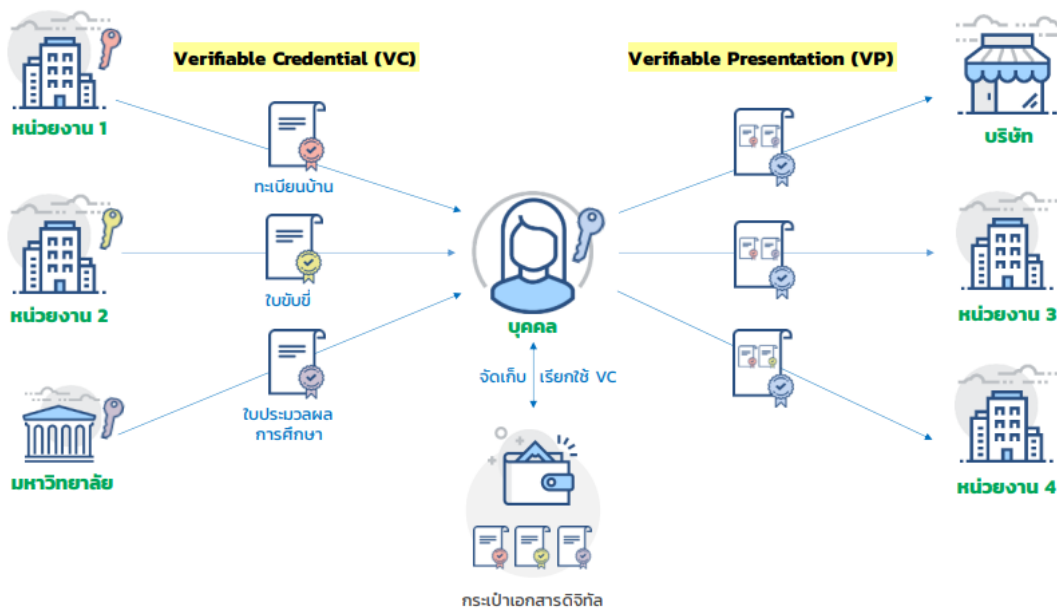 Verifiable Credential (VC)
Verifiable Presentation (VP)
หน่วยงาน 1
ทะเบียนบ้าน
บริษัท
หน่วยงาน 2
ใบขับขี่
บุคคล
หน่วยงาน 3
จัดเก็บ เรียกใช้ VC
ใบประมวลผล
การศึกษา
มหาวิทยาลัย
หน่วยงาน 4
กระเป๋าเอกสารดิจิทัล